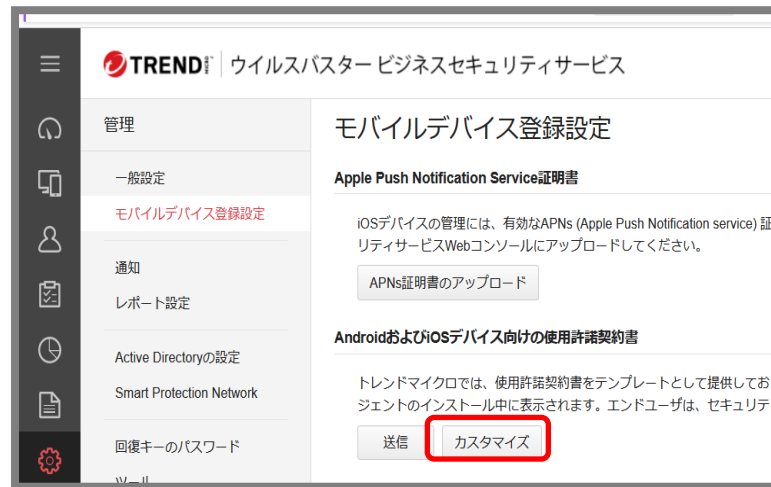 TREND MICRO ウイルスバスター ビジネスセキュリティサービス
管理
一般設定
モバイルデバイス登録設定
通知
レポート設定
Active Directoryの設定
Smart Protection Network
回復キーのパスワード
ツール
モバイルデバイス登録設定
Apple Push Notification Service証明書
iOSデバイスの管理には、有効なAPNs (Apple Push Notification service) 証
リティサービスWebコンソールにアップロードしてください。
APNs証明書のアップロード
AndroidおよびiOSデバイス向けの使用許諾契約書
トレンドマイクロでは、使用許諾契約書をテンプレートとして提供してお
ジェントのインストール中に表示されます。エンドユーザは、セキュリテ
送信 カスタマイズ